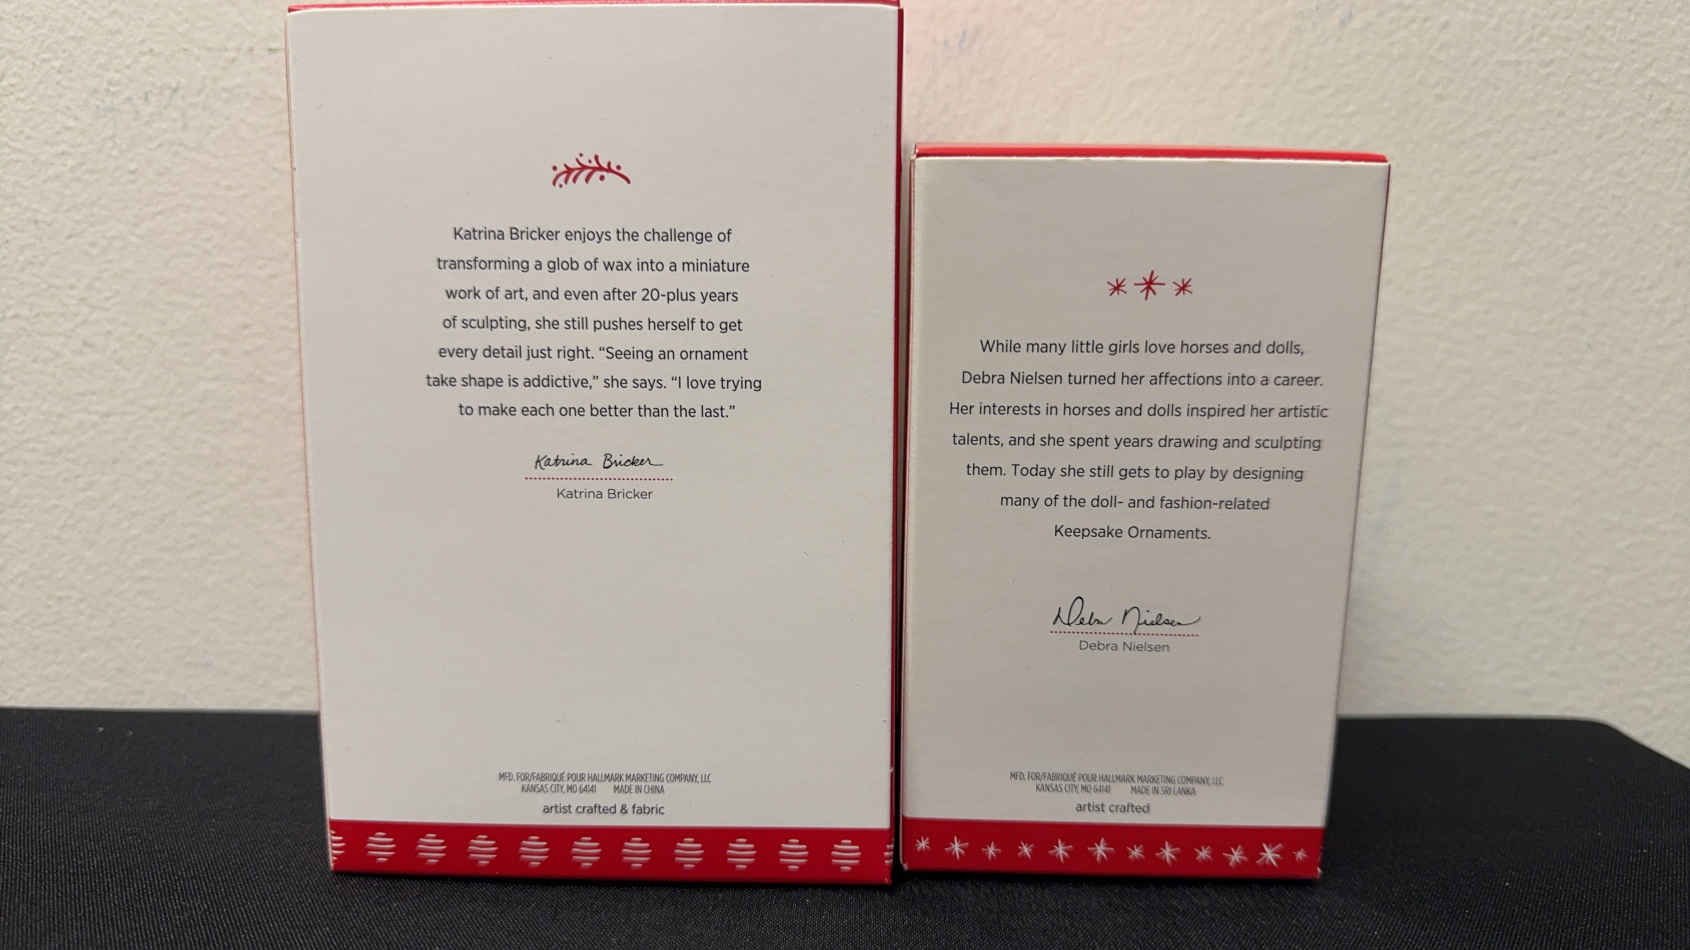 Katrina Bricker enjoys the challenge of
transforming a glob of wax into a miniature
work of art, and even after 20-plus years
of sculpting, she still pushes herself to get
every detail just right. “Seeing an ornament
take shape is addictive,” she says. “I love trying
to make each one better than the last.”
Katrina Bricker
Katrina Bricker
MFD. FOR/FABRIQUÉ POUR HALLMARK MARKETING COMPANY, LLC
KANSAS CITY, MO 64141 MADE IN CHINA
artist crafted & fabric
While many little girls love horses and dolls,
Debra Nielsen turned her affections into a career.
Her interests in horses and dolls inspired her artistic
talents, and she spent years drawing and sculpting
them. Today she still gets to play by designing
many of the doll- and fashion-related
Keepsake Ornaments.
Debra Nielsen
Debra Nielsen
MFD. FOR/FABRIQUÉ POUR HALLMARK MARKETING COMPANY, LLC
KANSAS CITY, MO 64141 MADE IN SRI LANKA
artist crafted